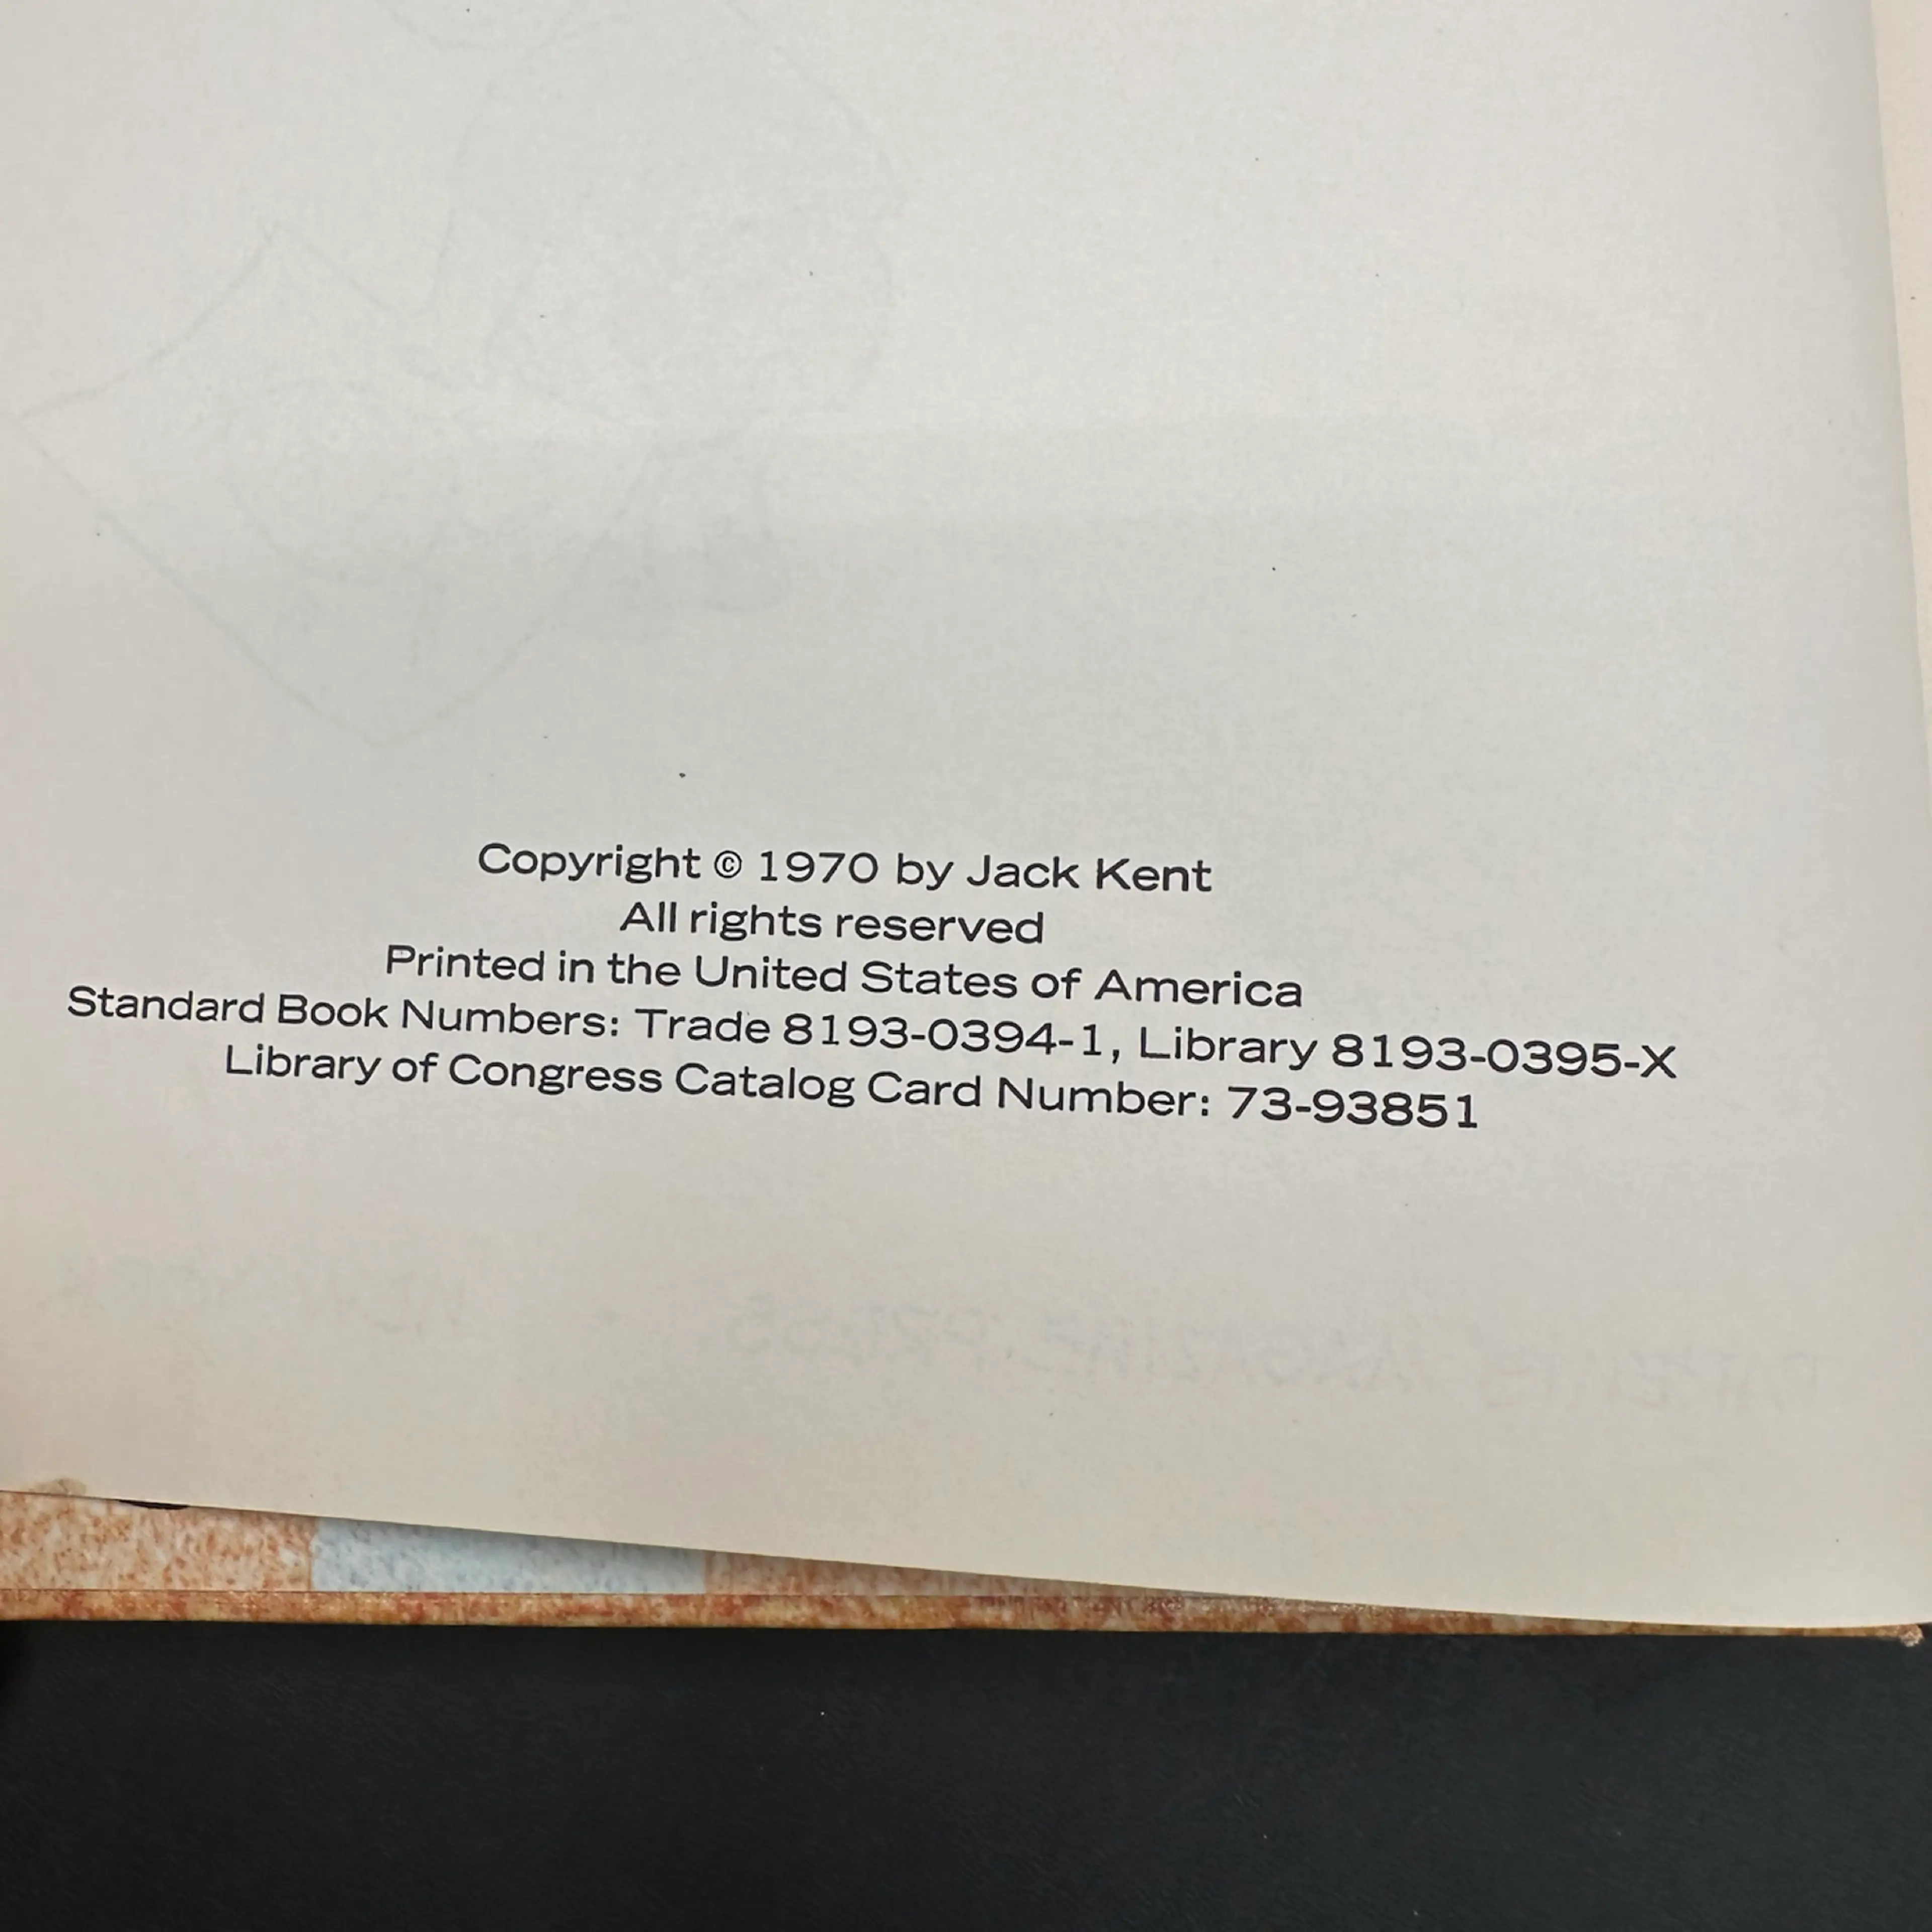 Copyright © 1970 by Jack Kent
All rights reserved
Printed in the United States of America
Standard Book Numbers: Trade 8193-0394-1, Library 8193-0395-X
Library of Congress Catalog Card Number: 73-93851